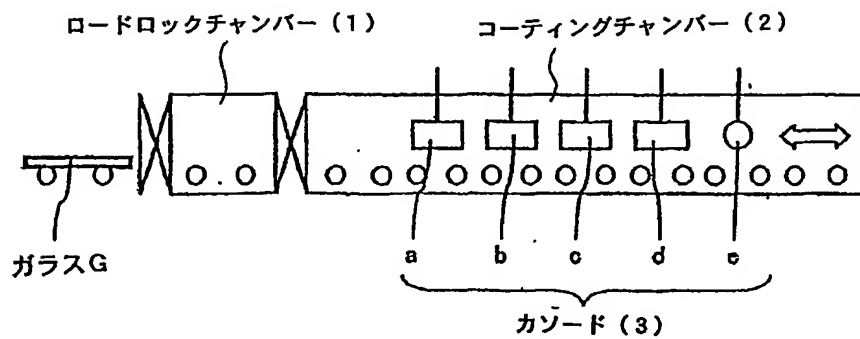 ロードロックチャンバー (1)
コーティングチャンバー (2)
ガラスG
a b c d e
カソード (3)